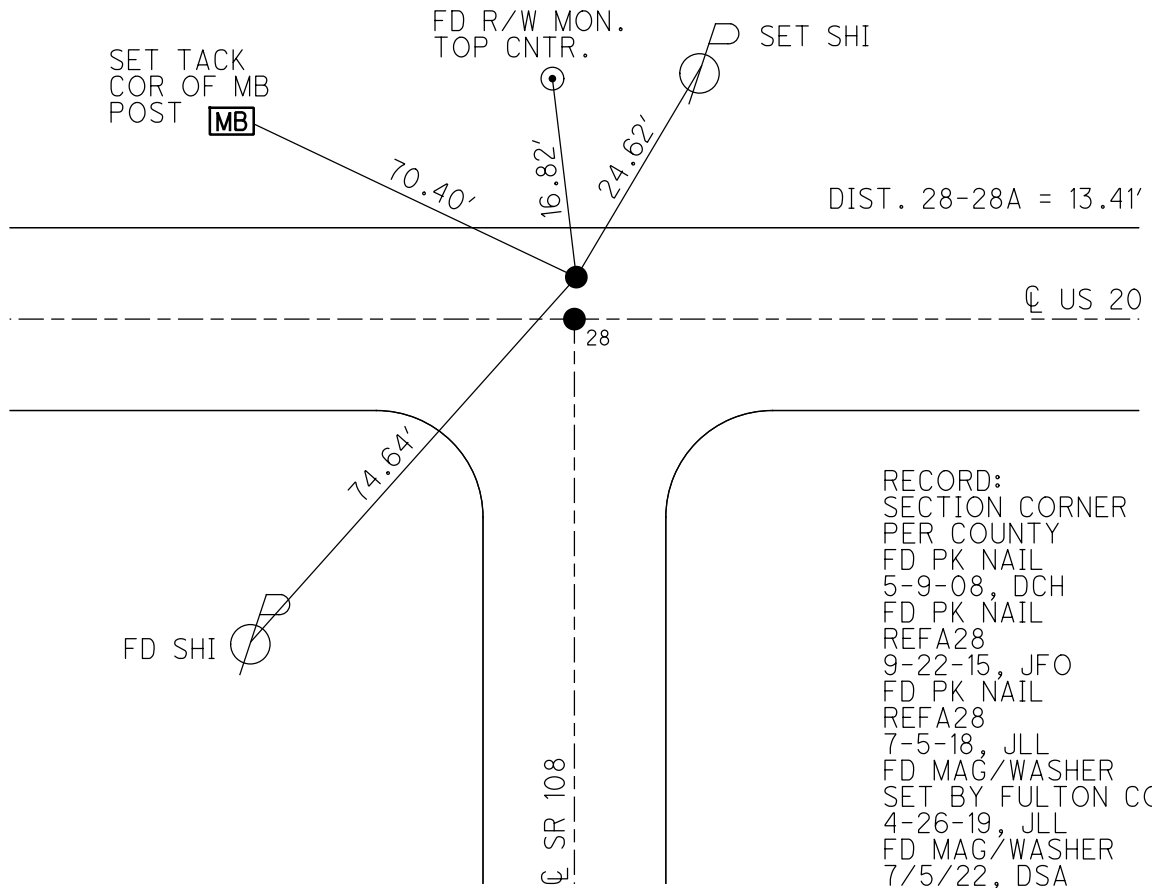 FD R/W MON.
TOP CNTR.
SET SHI
SET TACK
COR OF MB
POST
MB
70.40'
16.82'
24.62'
DIST. 28-28A = 13.41'
℄ US 20
28
74.64'
FD SHI
℄ SR 108
RECORD:
SECTION CORNER
PER COUNTY
FD PK NAIL
5-9-08, DCH
FD PK NAIL
REFA28
9-22-15, JFO
FD PK NAIL
REFA28
7-5-18, JLL
FD MAG/WASHER
SET BY FULTON CO
4-26-19, JLL
FD MAG/WASHER
7/5/22, DSA